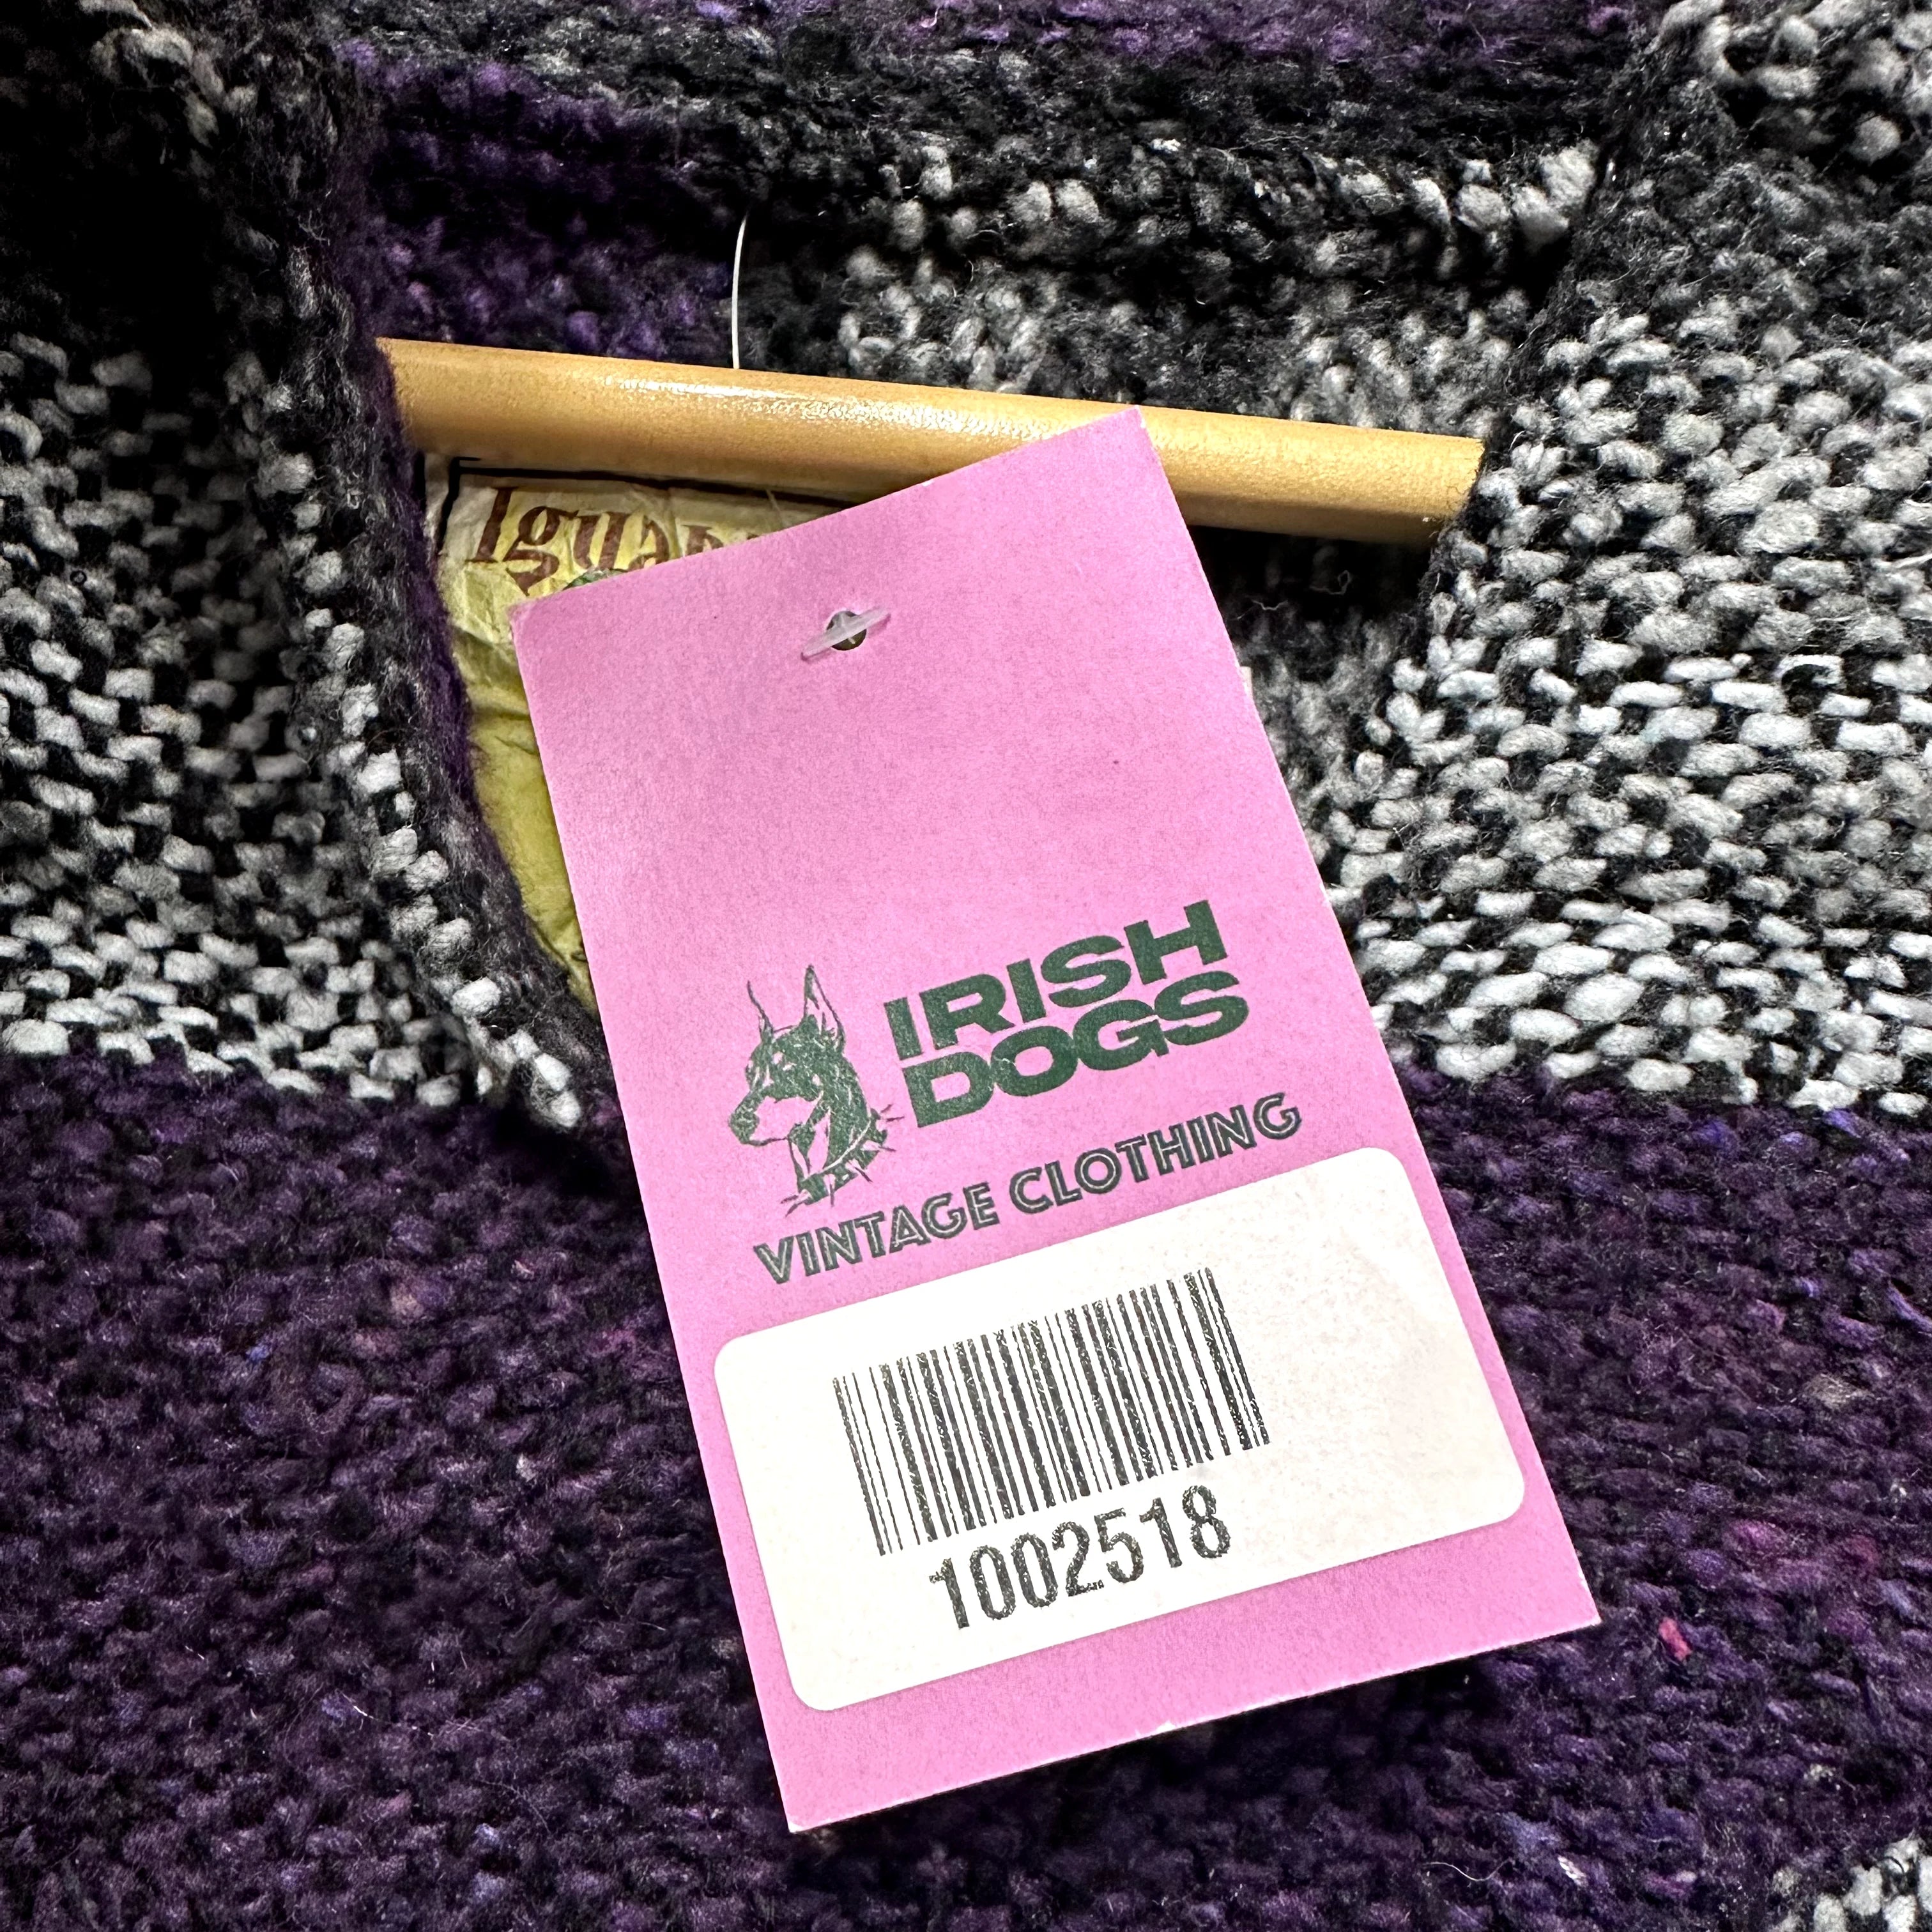 IRISH
DOGS
VINTAGE CLOTHING
1002518